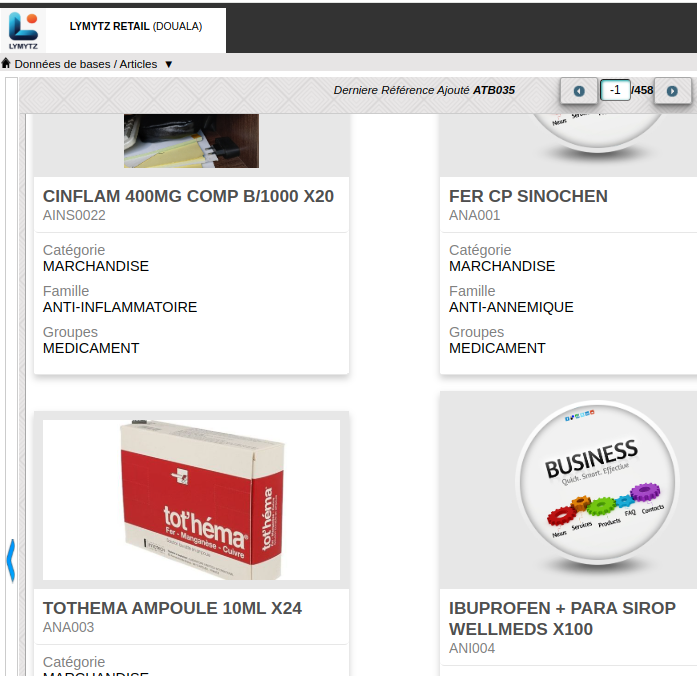 LYMYTZ RETAIL (DOUALA)
LYMYTZ
Données de bases / Articles ▼
Derniere Référence Ajouté ATB035
-1 /458
CINFLAM 400MG COMP B/1000 X20
AINS0022
Catégorie
MARCHANDISE
Famille
ANTI-INFLAMMATOIRE
Groupes
MEDICAMENT
News
FER CP SINOCHEN
ANA001
Catégorie
MARCHANDISE
Famille
ANTI-ANNEMIQUE
Groupes
MEDICAMENT
tot'héma
Fer - Manganèse - Cuivre
tot'héma
TOTHEMA AMPOULE 10ML X24
ANA003
Catégorie
MARCHANDISE
BUSINESS
Quick. Smart. Effective
News
Services
Products
FAQ
Contacts
IBUPROFEN + PARA SIROP
WELLMEDS X100
ANI004